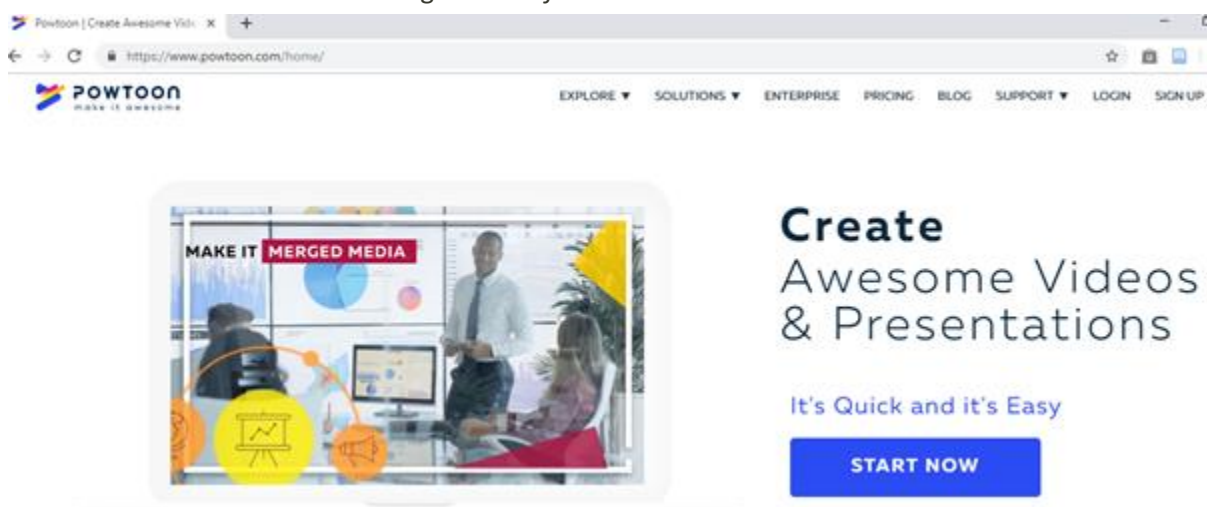 Powtoon | Create Awesome Vide
https://www.powtoon.com/home/
POWTOON
make it awesome
EXPLORE ▼ SOLUTIONS ▼ ENTERPRISE PRICING BLOG SUPPORT ▼ LOGIN SIGN UP
MAKE IT MERGED MEDIA
Create
Awesome Videos
& Presentations
It's Quick and it's Easy
START NOW